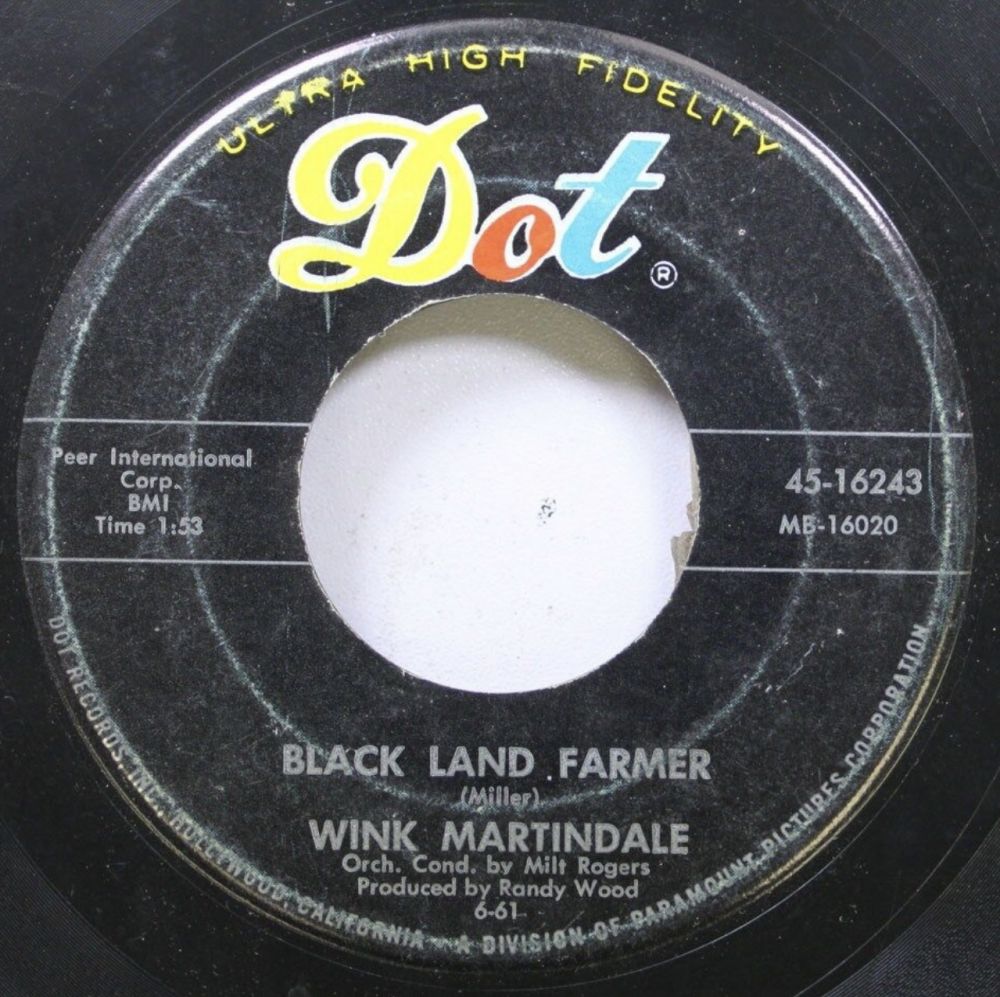 ULTRA HIGH FIDELITY
Dot®
Peer International
Corp.
BMI
Time 1:53
45-16243
MB-16020
BLACK LAND FARMER
(Miller)
WINK MARTINDALE
Orch. Cond. by Milt Rogers
Produced by Randy Wood
6-61
DOT RECORDS, INC., HOLLYWOOD, CALIFORNIA - A DIVISION OF PARAMOUNT PICTURES CORPORATION